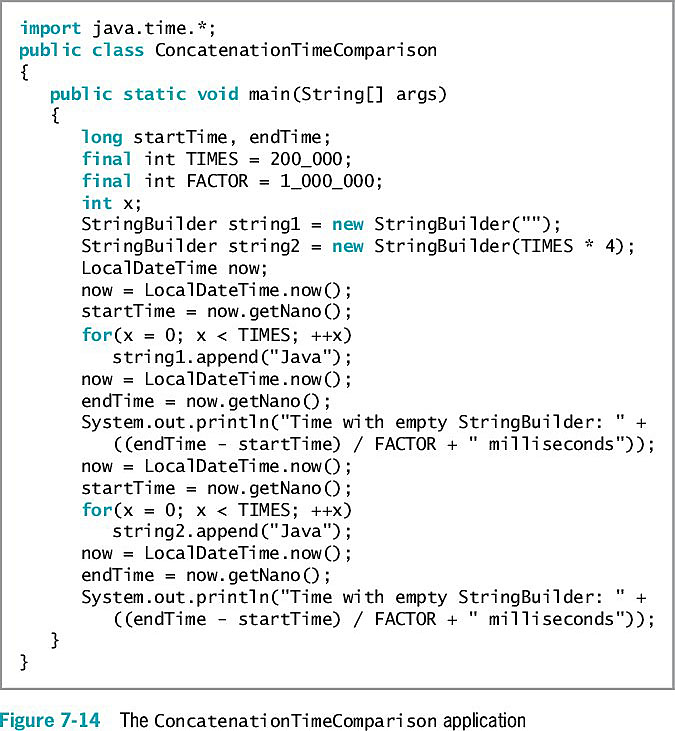 import java.time.*;
public class ConcatenationTimeComparison
{
   public static void main(String[] args)
   {
      long startTime, endTime;
      final int TIMES = 200_000;
      final int FACTOR = 1_000_000;
      int x;
      StringBuilder string1 = new StringBuilder("");
      StringBuilder string2 = new StringBuilder(TIMES * 4);
      LocalDateTime now;
      now = LocalDateTime.now();
      startTime = now.getNano();
      for(x = 0; x < TIMES; ++x)
         string1.append("Java");
      now = LocalDateTime.now();
      endTime = now.getNano();
      System.out.println("Time with empty StringBuilder: " +
         ((endTime – startTime) / FACTOR + " milliseconds"));
      now = LocalDateTime.now();
      startTime = now.getNano();
      for(x = 0; x < TIMES; ++x)
         string2.append("Java");
      now = LocalDateTime.now();
      endTime = now.getNano();
      System.out.println("Time with empty StringBuilder: " +
         ((endTime – startTime) / FACTOR + " milliseconds"));
   }
}
Figure 7-14 The ConcatenationTimeComparison application